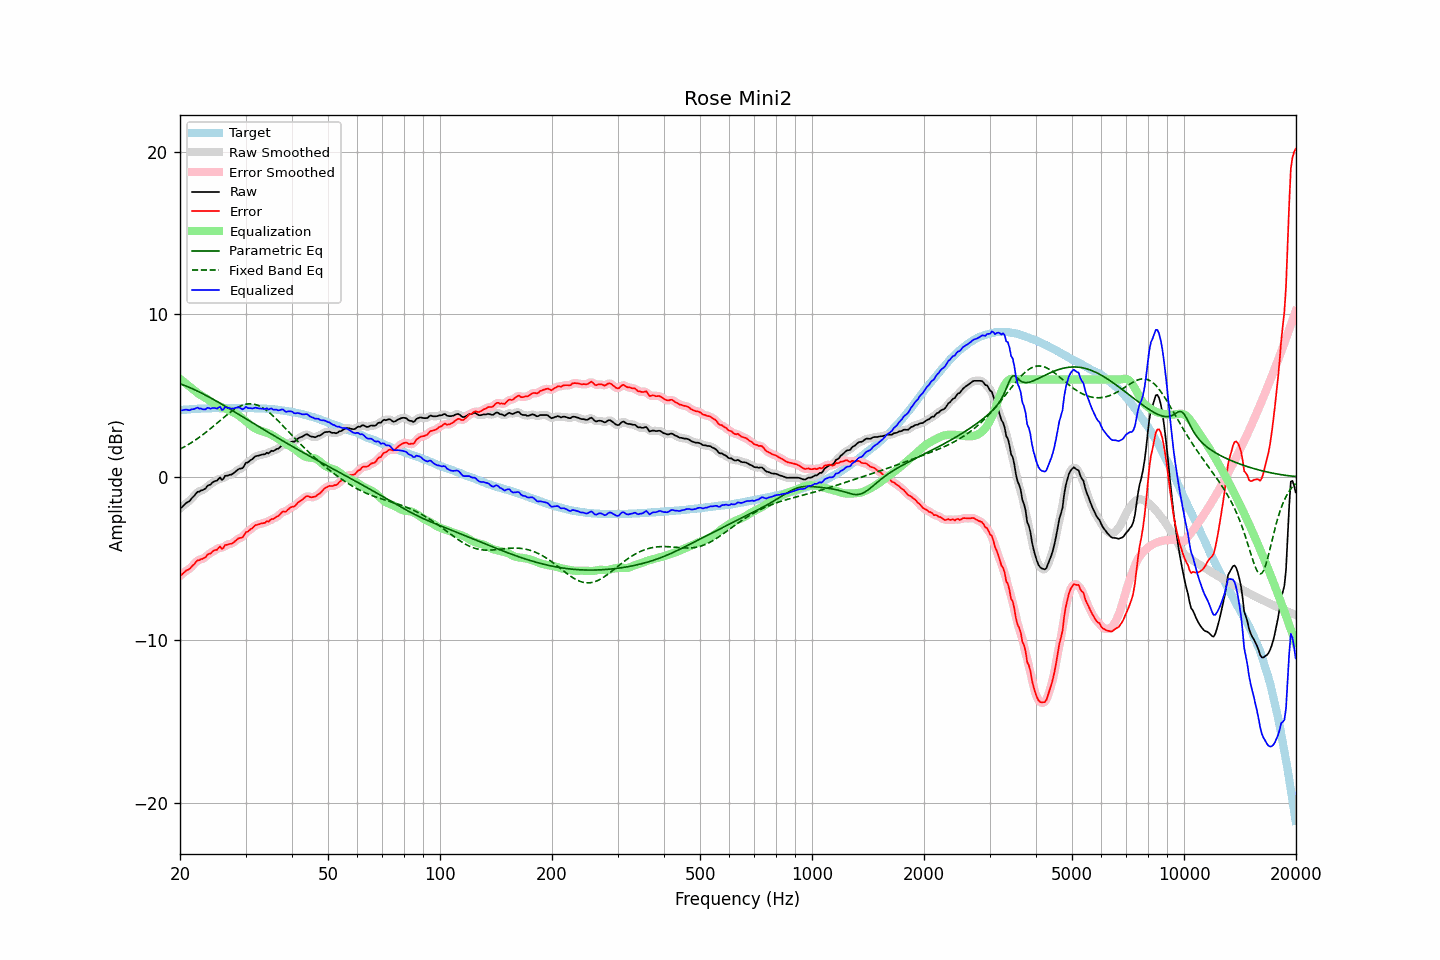 Rose Mini2
Target
Raw Smoothed
Error Smoothed
Raw
Error
Equalization
Parametric Eq
Fixed Band Eq
Equalized
Amplitude (dBr)
20
10
0
−10
−20
20
50
100
200
500
1000
2000
5000
10000
20000
Frequency (Hz)